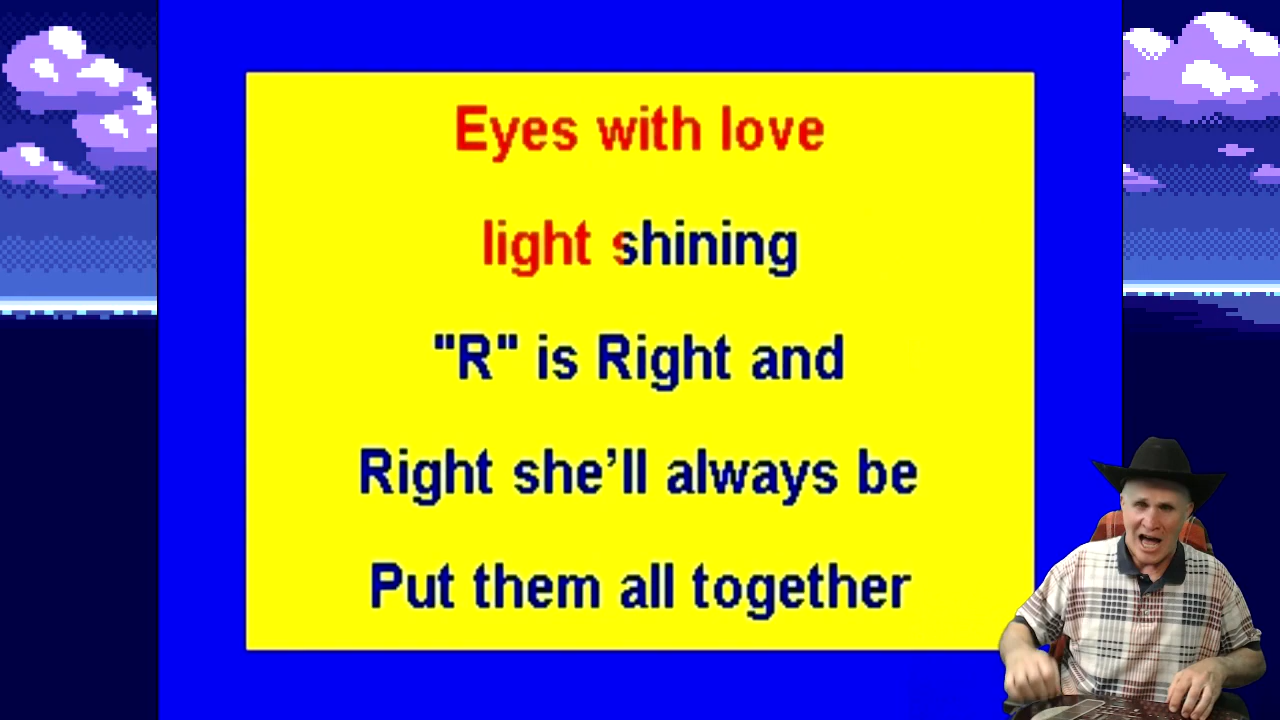 Eyes with love
light shining
"R" is Right and
Right she’ll always be
Put them all together